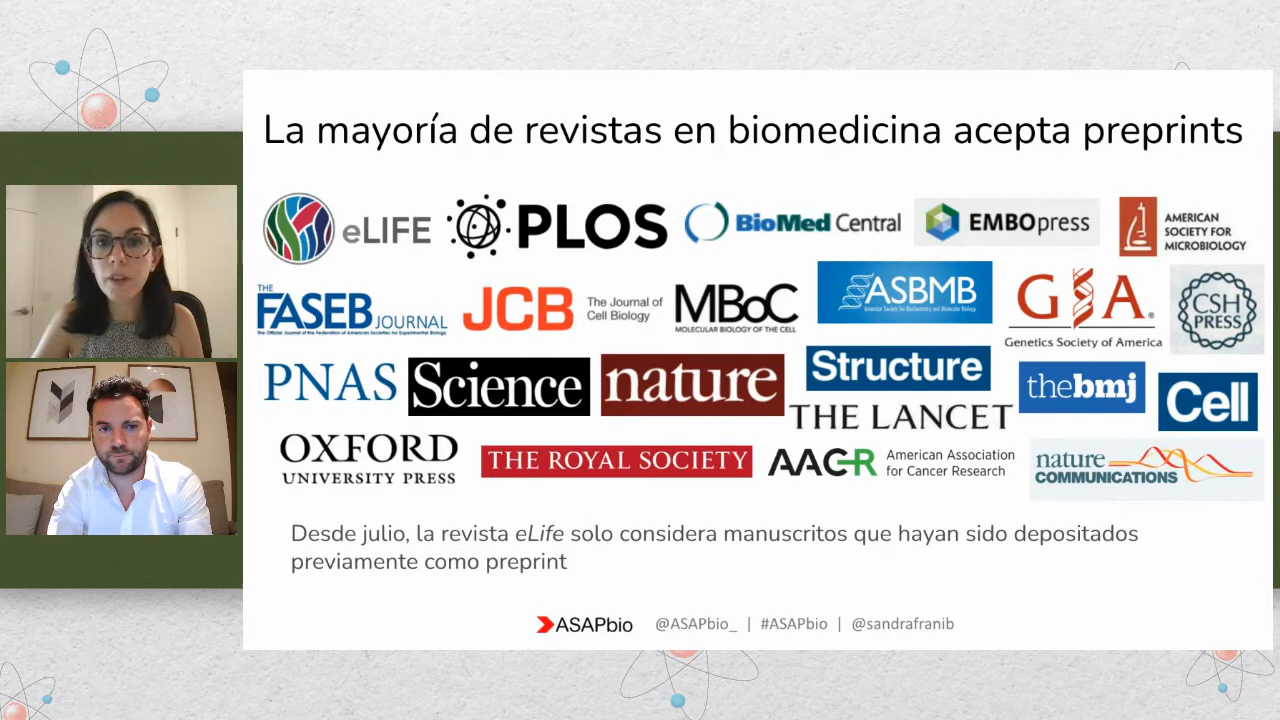 La mayoría de revistas en biomedicina acepta preprints
eLIFE
PLOS
BioMed Central
EMBOpress
AMERICAN
SOCIETY FOR
MICROBIOLOGY
THE
FASEB
JOURNAL
The Official Journal of the Federation of American Societies for Experimental Biology
JCB
The Journal of
Cell Biology
MBoC
MOLECULAR BIOLOGY OF THE CELL
ASBMB
American Society for Biochemistry and Molecular Biology
GSA
®
Genetics Society of America
CSH
PRESS
PNAS
Science
nature
Structure
THE LANCET
thebmj
Cell
OXFORD
UNIVERSITY PRESS
THE ROYAL SOCIETY
AACR
American Association
for Cancer Research
nature
COMMUNICATIONS
Desde julio, la revista eLife solo considera manuscritos que hayan sido depositados
previamente como preprint
ASAPbio
@ASAPbio_ | #ASAPbio | @sandrafranib